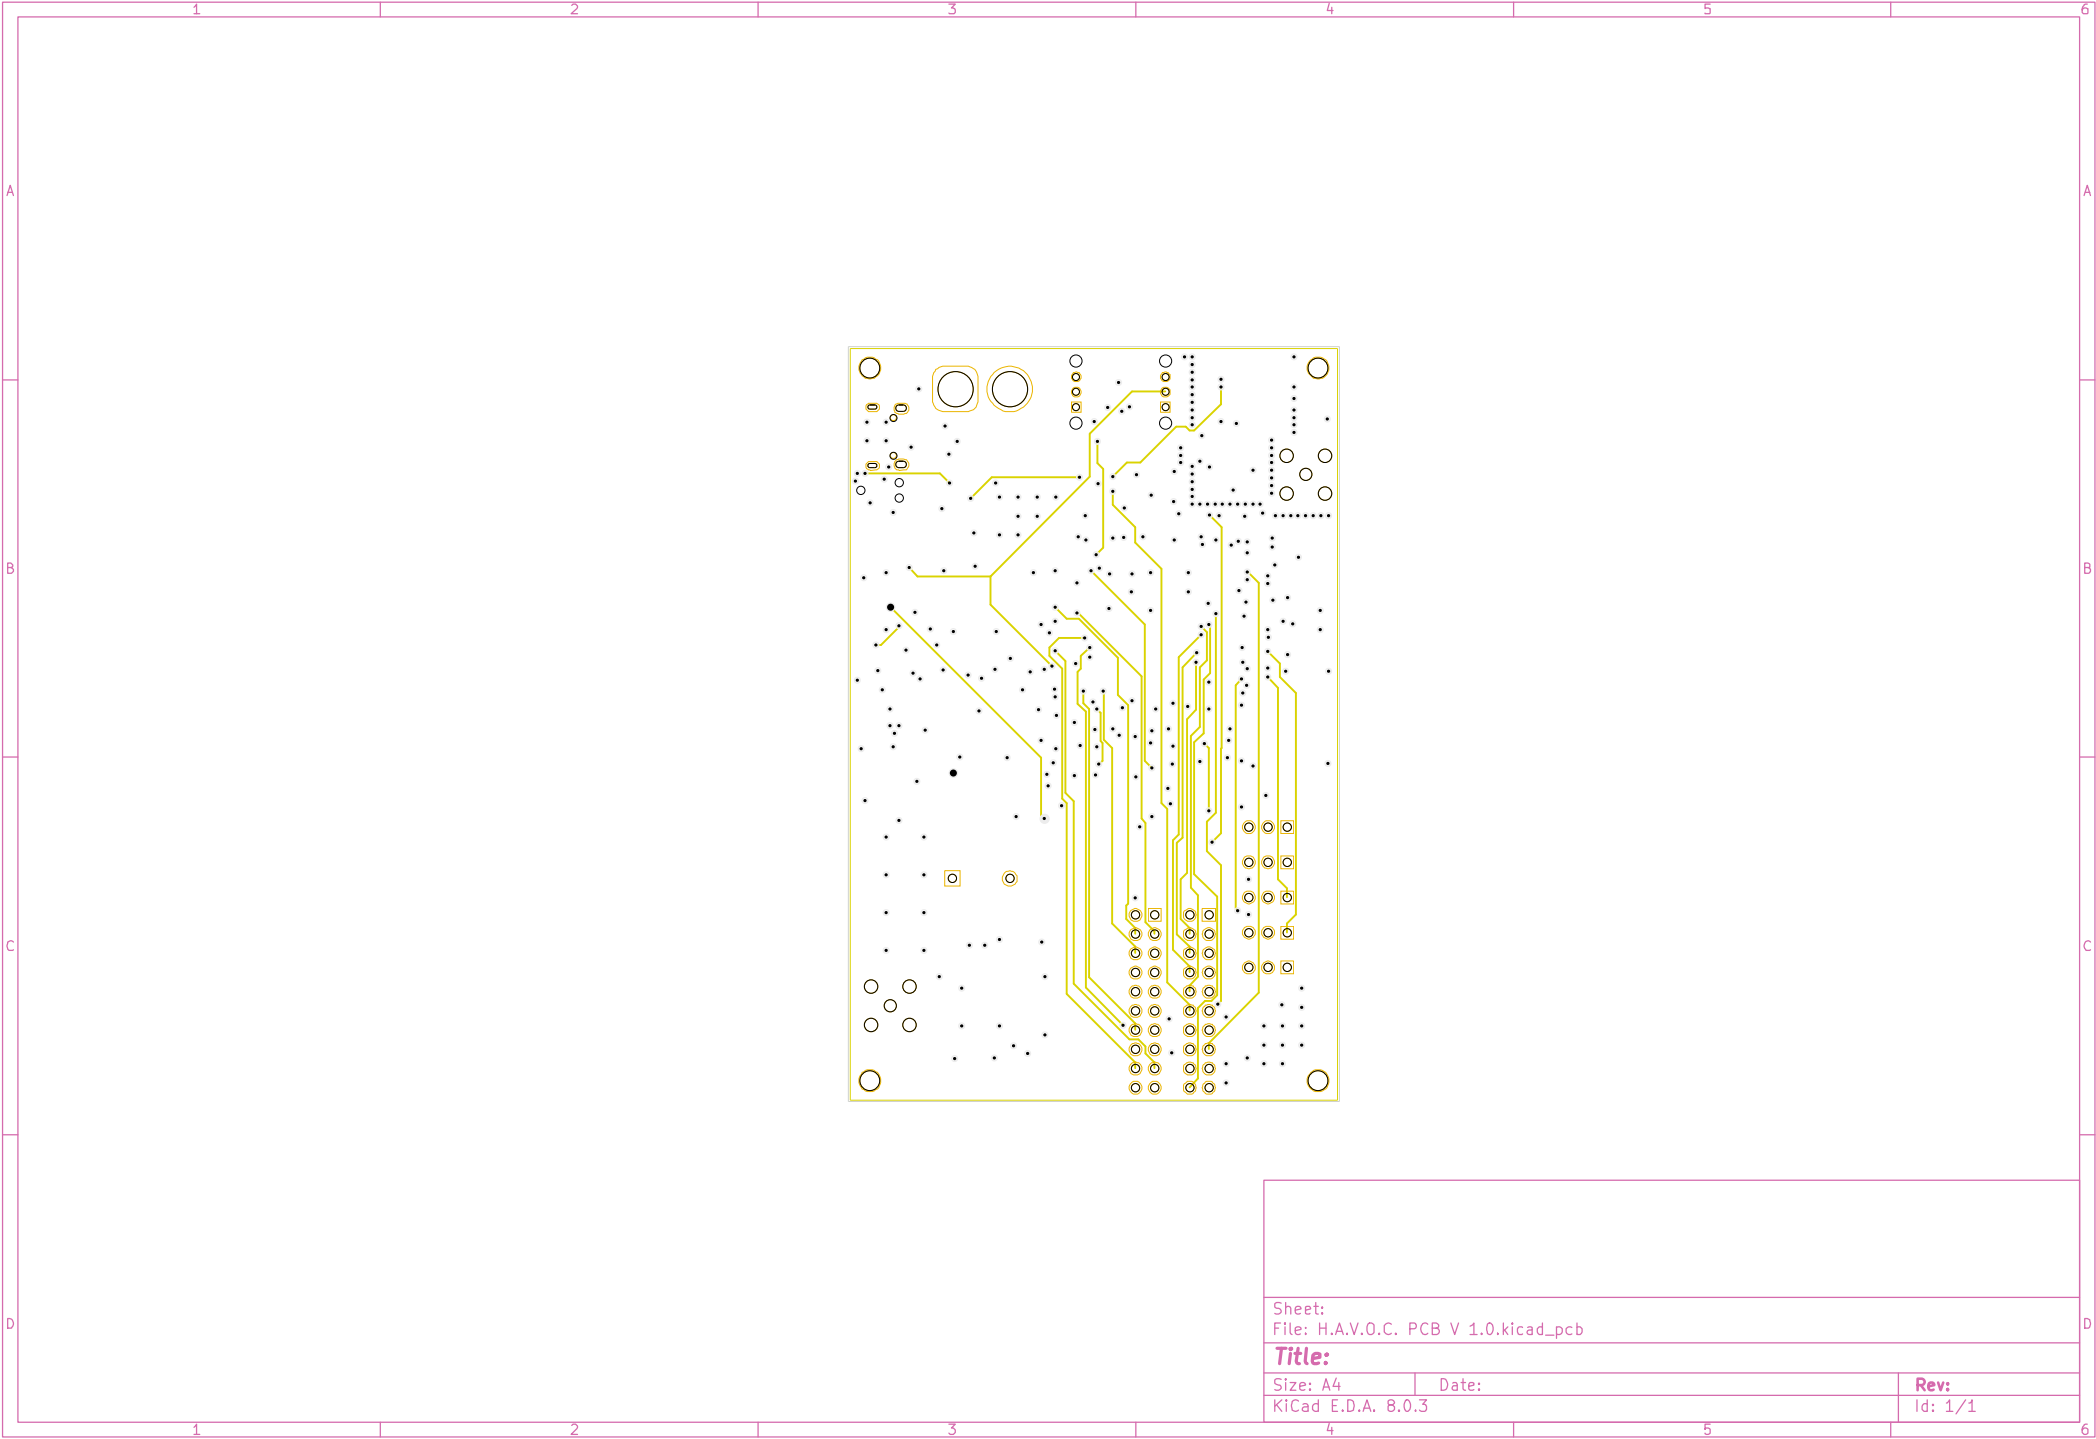 1 2 3 4 5 6
A A
B B
C C
D D
Sheet:
File: H.A.V.O.C. PCB V 1.0.kicad_pcb
Title:
Size: A4 Date: Rev:
KiCad E.D.A. 8.0.3 Id: 1/1
1 2 3 4 5 6